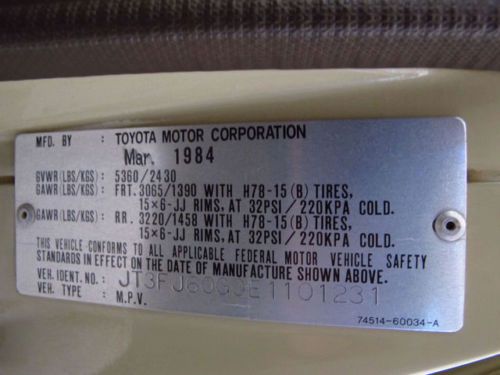 MFD. BY : TOYOTA MOTOR CORPORATION
Mar. 1984
GVWR(LBS/KGS) : 5360/2430
GAWR(LBS/KGS) : FRT. 3065/1390 WITH H78-15(B) TIRES,
15×6-JJ RIMS, AT 32PSI/220KPA COLD.
GAWR(LBS/KGS) : RR. 3220/1458 WITH H78-15(B) TIRES,
15×6-JJ RIMS, AT 32PSI/220KPA COLD.
THIS VEHICLE CONFORMS TO ALL APPLICABLE FEDERAL MOTOR VEHICLE SAFETY
STANDARDS IN EFFECT ON THE DATE OF MANUFACTURE SHOWN ABOVE.
VEH. IDENT. NO. : JT3FJ60G0E1101231
VEH. TYPE : M.P.V.
74514-60034-A